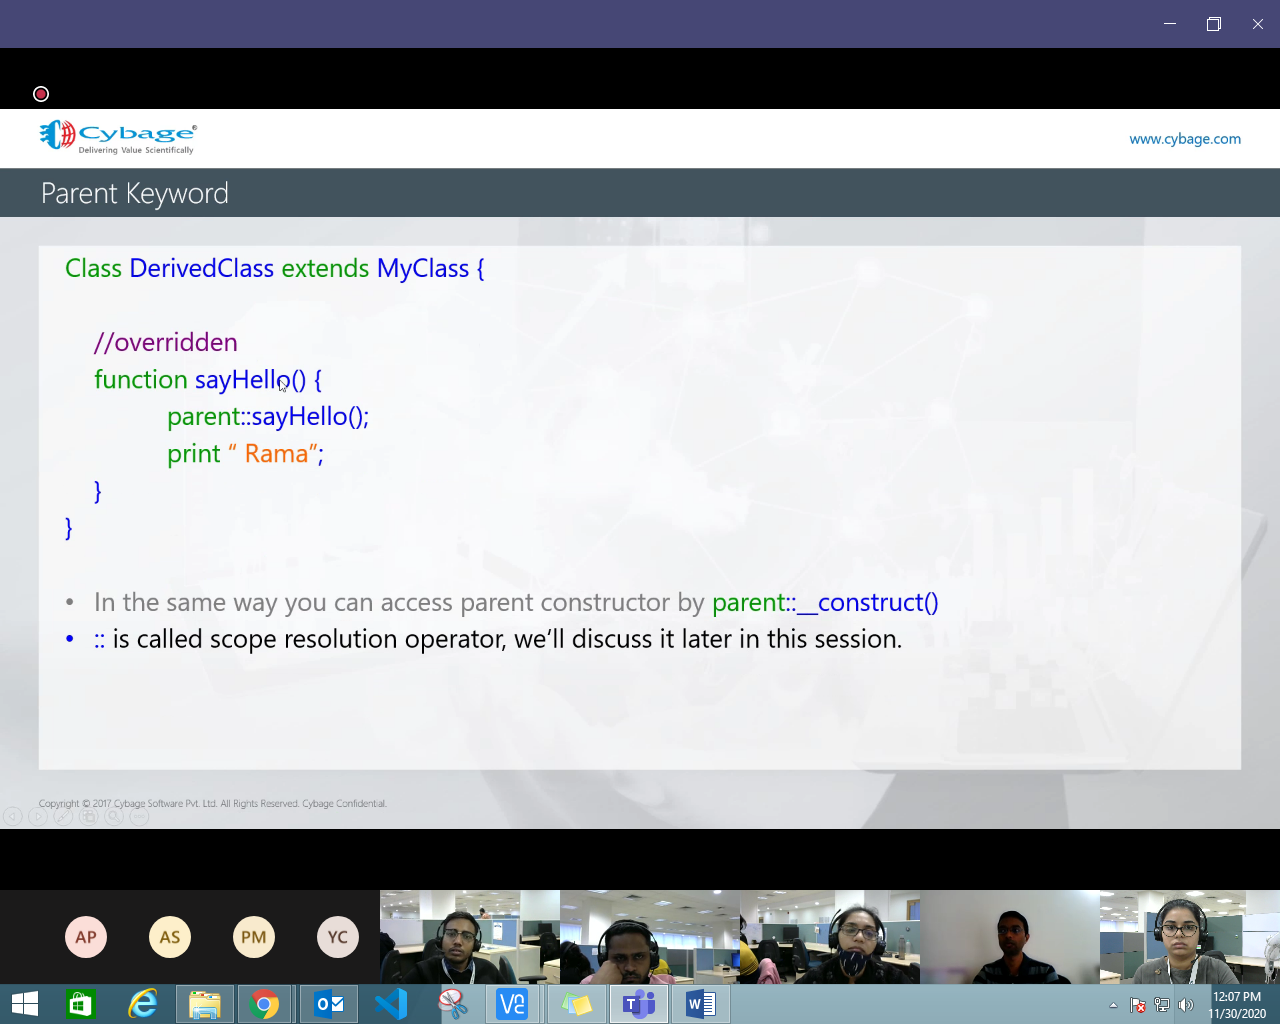 Cybage®
Delivering Value Scientifically
www.cybage.com
Parent Keyword
Class DerivedClass extends MyClass {
//overridden
function sayHello() {
parent::sayHello();
print “ Rama”;
}
}
• In the same way you can access parent constructor by parent::__construct()
• :: is called scope resolution operator, we’ll discuss it later in this session.
Copyright © 2017 Cybage Software Pvt. Ltd. All Rights Reserved. Cybage Confidential.
AP AS PM YC
12:07 PM
11/30/2020